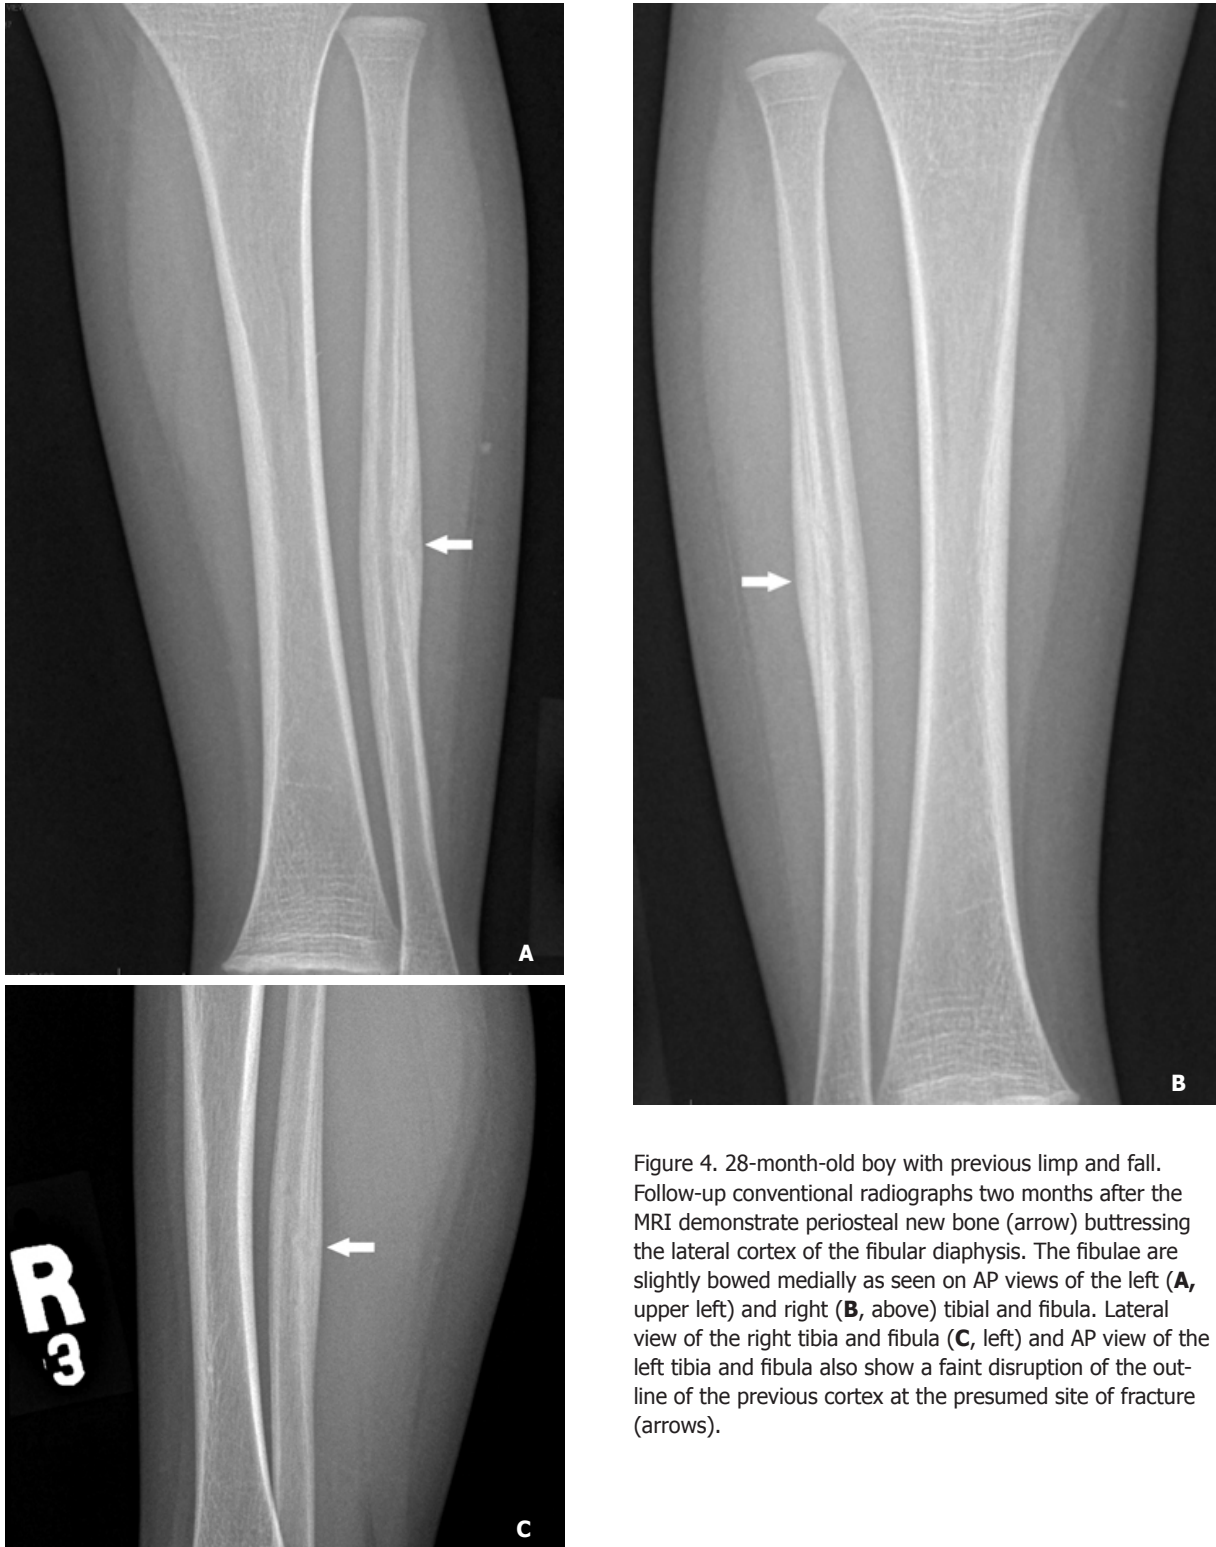 A
B
R
3
C
Figure 4. 28-month-old boy with previous limp and fall.
Follow-up conventional radiographs two months after the
MRI demonstrate periosteal new bone (arrow) buttressing
the lateral cortex of the fibular diaphysis. The fibulae are
slightly bowed medially as seen on AP views of the left (A,
upper left) and right (B, above) tibial and fibula. Lateral
view of the right tibia and fibula (C, left) and AP view of the
left tibia and fibula also show a faint disruption of the out-
line of the previous cortex at the presumed site of fracture
(arrows).